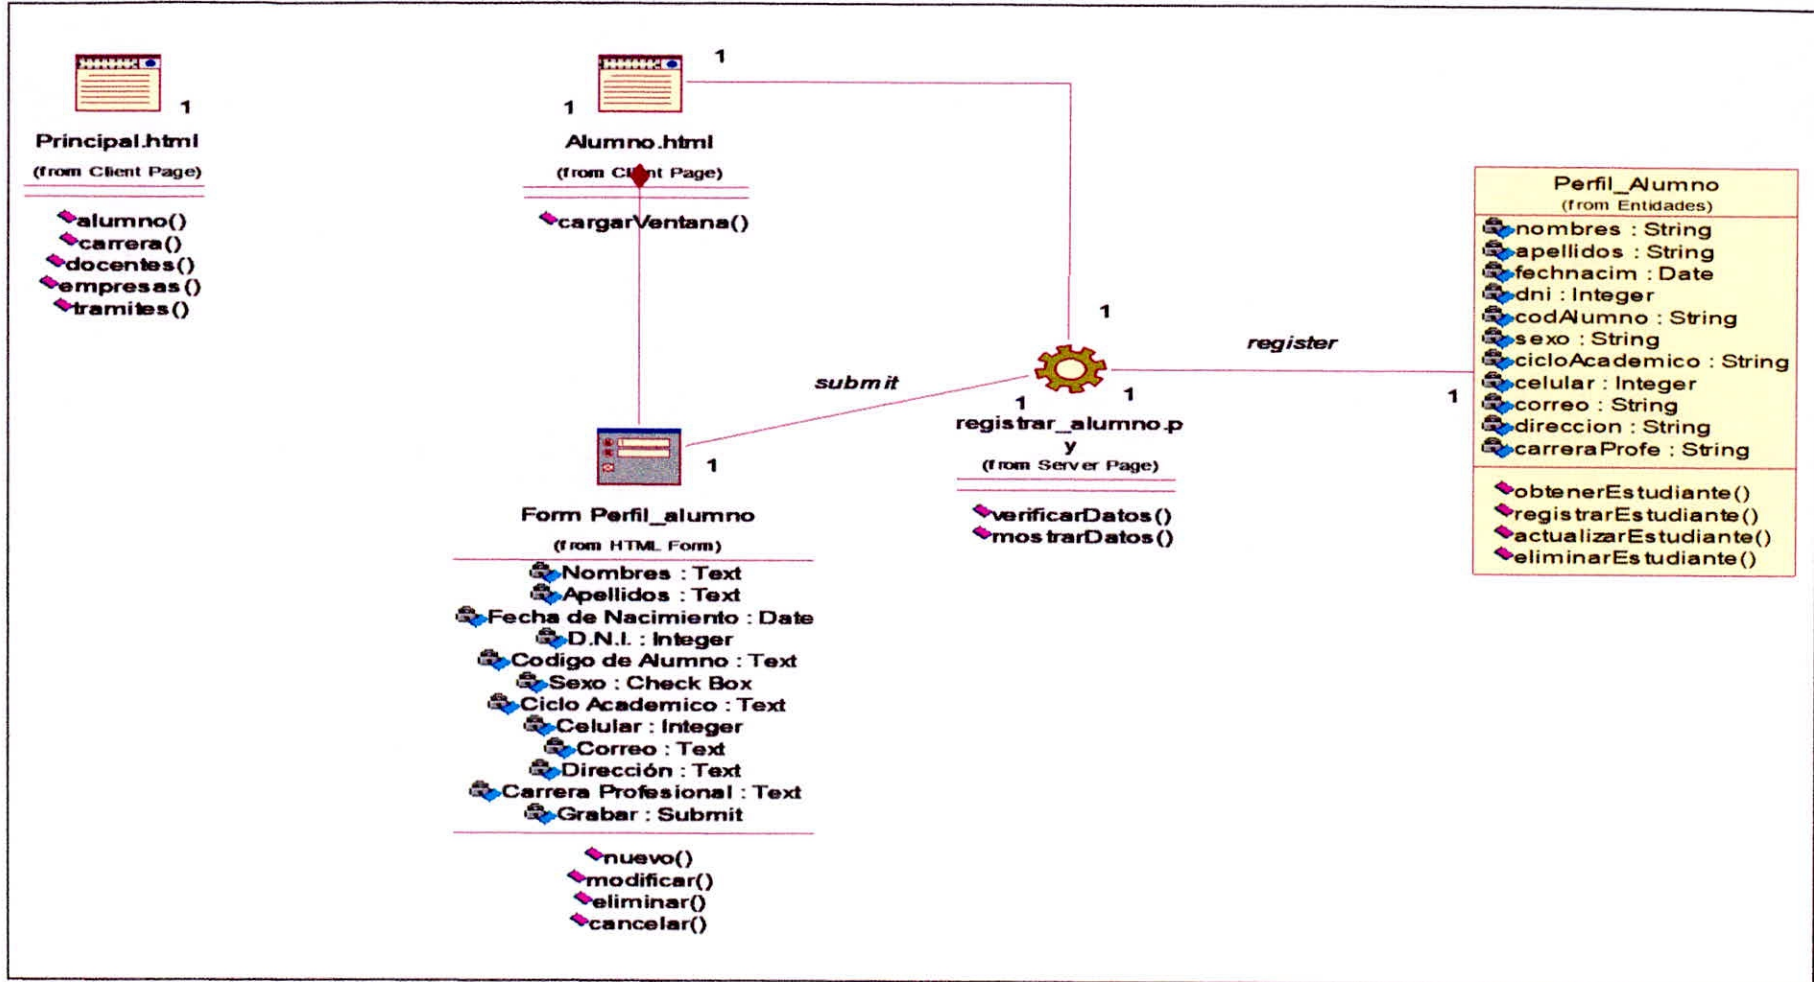 1
Principal.html
(from Client Page)
alumno()
carrera()
docentes()
empresas()
tramites()
1
1
Alumno.html
(from Client Page)
cargarVentana()
submit
1
Form Perfil_alumno
(from HTML Form)
Nombres : Text
Apellidos : Text
Fecha de Nacimiento : Date
D.N.I. : Integer
Codigo de Alumno : Text
Sexo : Check Box
Ciclo Academico : Text
Celular : Integer
Correo : Text
Dirección : Text
Carrera Profesional : Text
Grabar : Submit
nuevo()
modificar()
eliminar()
cancelar()
1
1
1
registrar_alumno.p
y
(from Server Page)
verificarDatos()
mostrarDatos()
register
1
Perfil_Alumno
(from Entidades)
nombres : String
apellidos : String
fechnacim : Date
dni : Integer
codAlumno : String
sexo : String
cicloAcademico : String
celular : Integer
correo : String
direccion : String
carreraProfe : String
obtenerEstudiante()
registrarEstudiante()
actualizarEstudiante()
eliminarEstudiante()